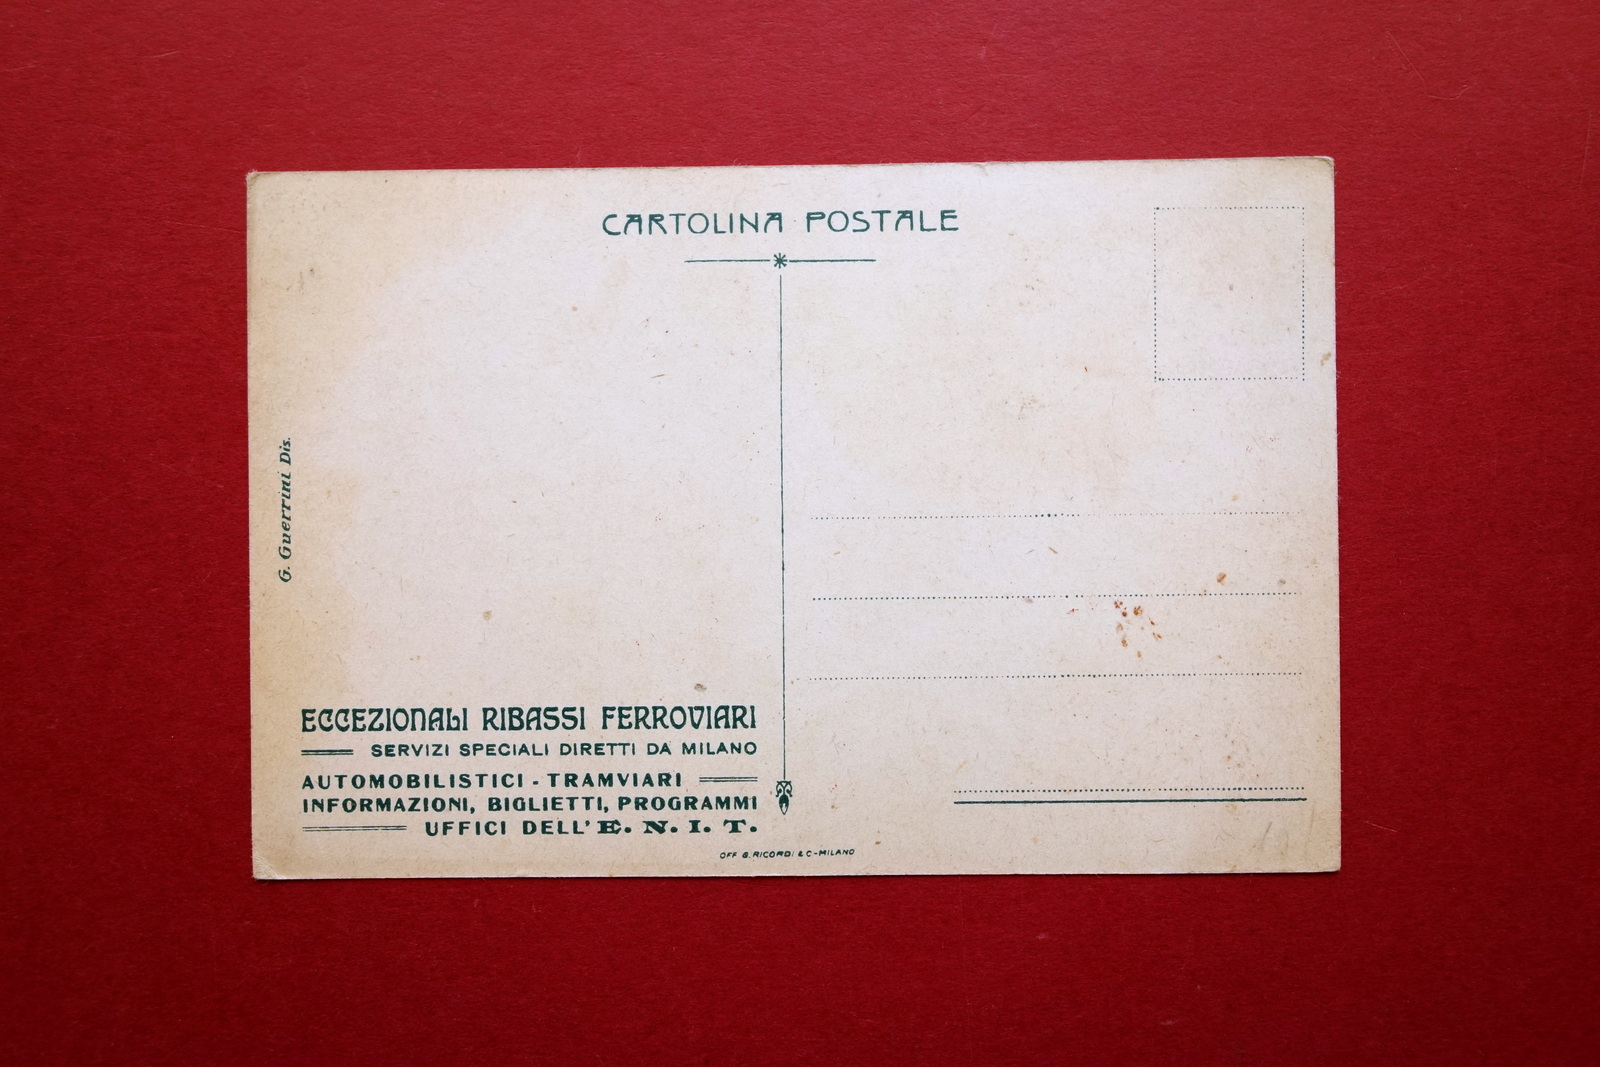 CARTOLINA POSTALE
G. Guerrini Dis.
ECCEZIONALI RIBASSI FERROVIARI
SERVIZI SPECIALI DIRETTI DA MILANO
AUTOMOBILISTICI - TRAMVIARI
INFORMAZIONI, BIGLIETTI, PROGRAMMI
UFFICI DELL' E. N. I. T.
OFF G. RICORDI & C - MILANO